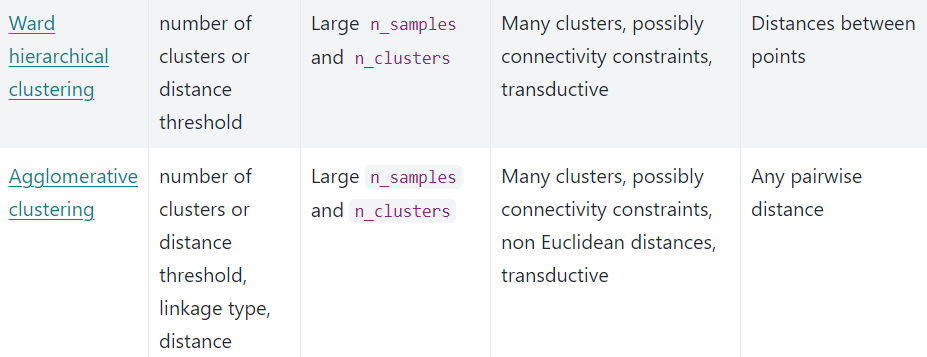 Ward
hierarchical
clustering
number of
clusters or
distance
threshold
Large n_samples
and n_clusters
Many clusters, possibly
connectivity constraints,
transductive
Distances between
points
Agglomerative
clustering
number of
clusters or
distance
threshold,
linkage type,
distance
Large n_samples
and n_clusters
Many clusters, possibly
connectivity constraints,
non Euclidean distances,
transductive
Any pairwise
distance